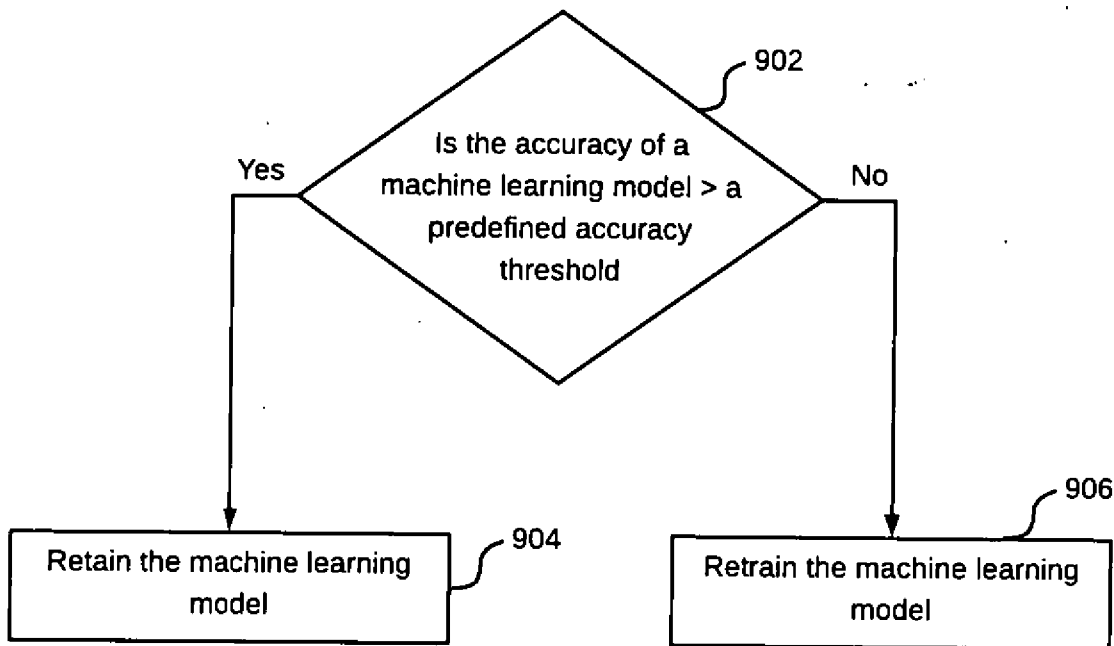 902
Is the accuracy of a
machine learning model > a
predefined accuracy
threshold
Yes
No
904
Retain the machine learning
model
906
Retrain the machine learning
model